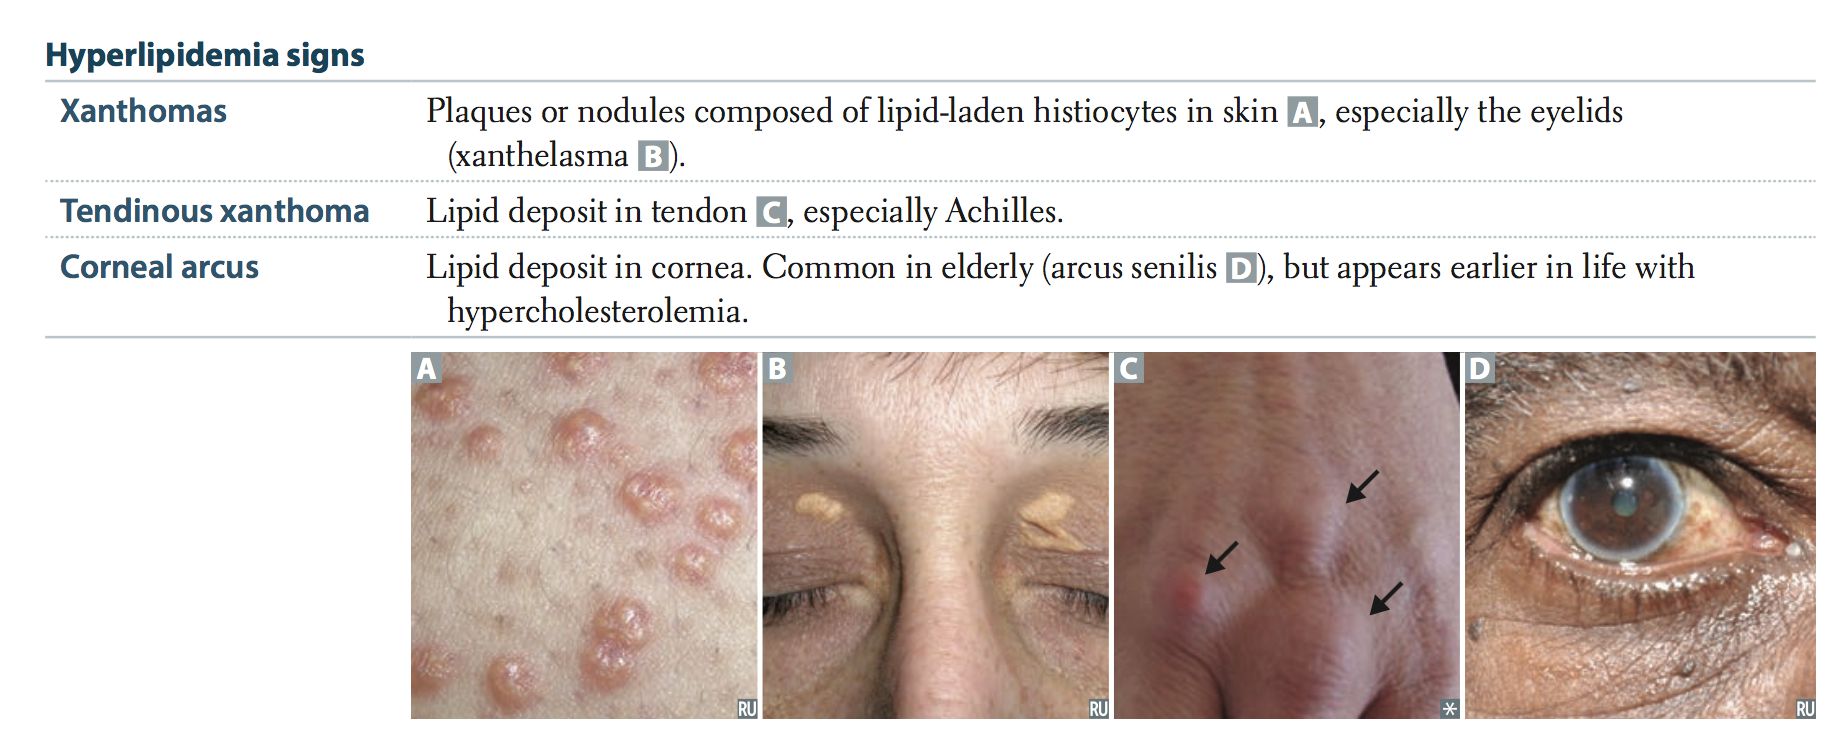 Hyperlipidemia signs
Xanthomas
Plaques or nodules composed of lipid-laden histiocytes in skin A, especially the eyelids
(xanthelasma B).
Tendinous xanthoma
Lipid deposit in tendon C, especially Achilles.
Corneal arcus
Lipid deposit in cornea. Common in elderly (arcus senilis D), but appears earlier in life with
hypercholesterolemia.
A
B
C
D
RU
RU
*
RU